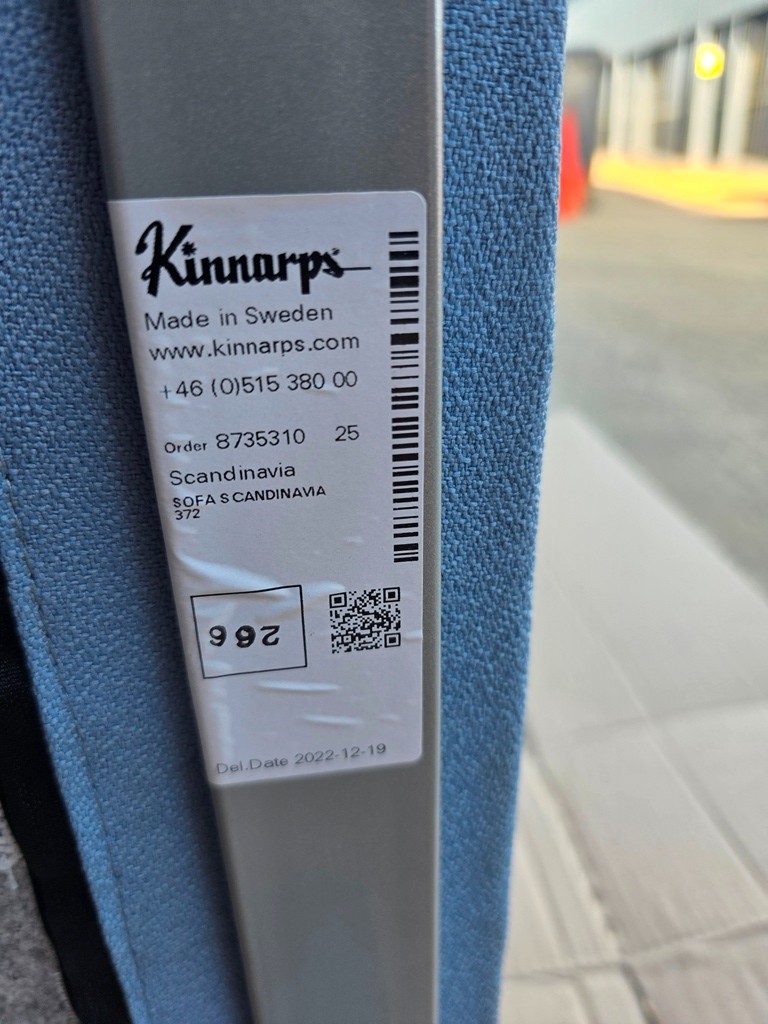 Kinnarps
Made in Sweden
www.kinnarps.com
+46 (0)515 380 00
Order 8735310 25
Scandinavia
SOFA SCANDINAVIA
372
266
Del.Date 2022-12-19